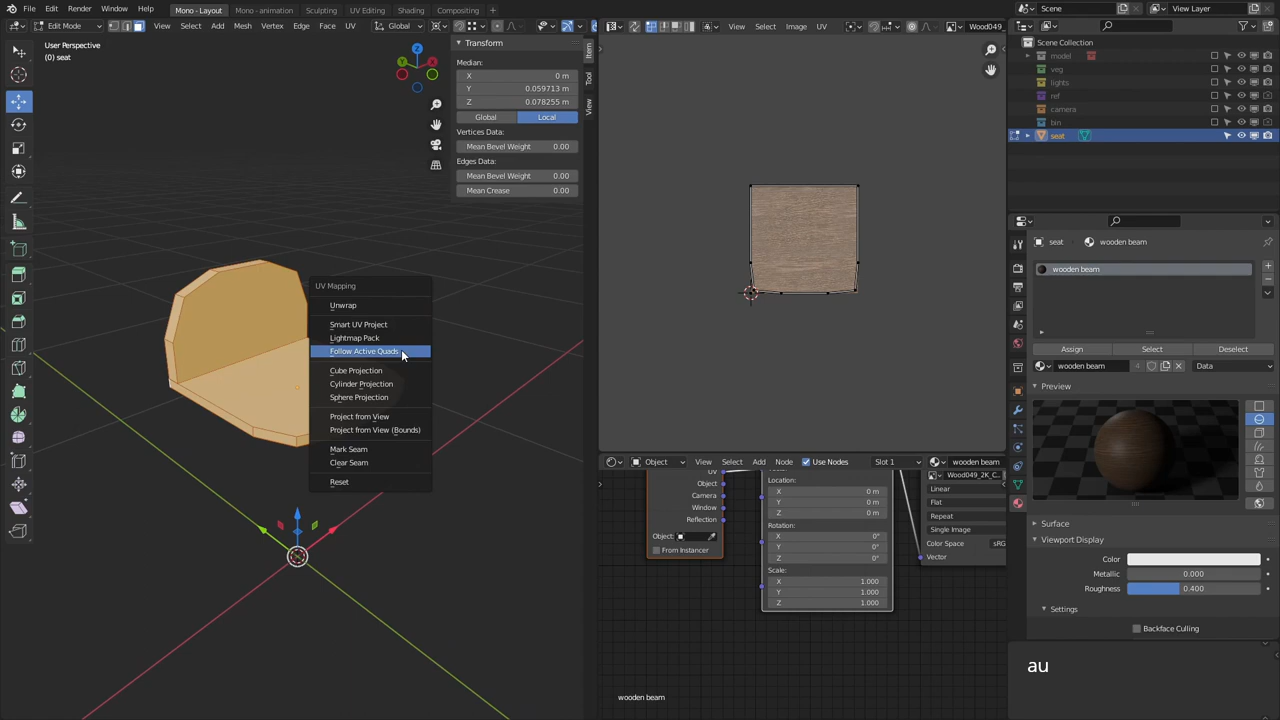 File Edit Render Window Help Mono - Layout Mono - animation Sculpting UV Editing Shading Compositing Scene View Layer
Edit Mode View Select Add Mesh Vertex Edge Face UV Global View Select Image UV Wood049_
User Perspective
(0) seat
Transform
Median:
X 0 m
Y 0.059713 m
Z 0.078255 m
Global Local
Vertices Data:
Mean Bevel Weight 0.00
Edges Data:
Mean Bevel Weight 0.00
Mean Crease 0.00
Item
Tool
View
Z
Y
X
UV Mapping
Unwrap
Smart UV Project
Lightmap Pack
Follow Active Quads
Cube Projection
Cylinder Projection
Sphere Projection
Project from View
Project from View (Bounds)
Mark Seam
Clear Seam
Reset
Object View Select Add Node Use Nodes Slot 1 wooden beam
UV
Object
Camera
Window
Reflection
Object:
From Instancer
Location:
X 0 m
Y 0 m
Z 0 m
Rotation:
X 0°
Y 0°
Z 0°
Scale:
X 1.000
Y 1.000
Z 1.000
Wood049_2K_C..
Linear
Flat
Repeat
Single Image
Color Space sRG
Vector
wooden beam
Scene Collection
model
veg
lights
ref
camera
bin
seat
seat wooden beam
wooden beam
Assign Select Deselect
wooden beam 4 Data
Preview
Surface
Viewport Display
Color
Metallic 0.000
Roughness 0.400
Settings
Backface Culling
au